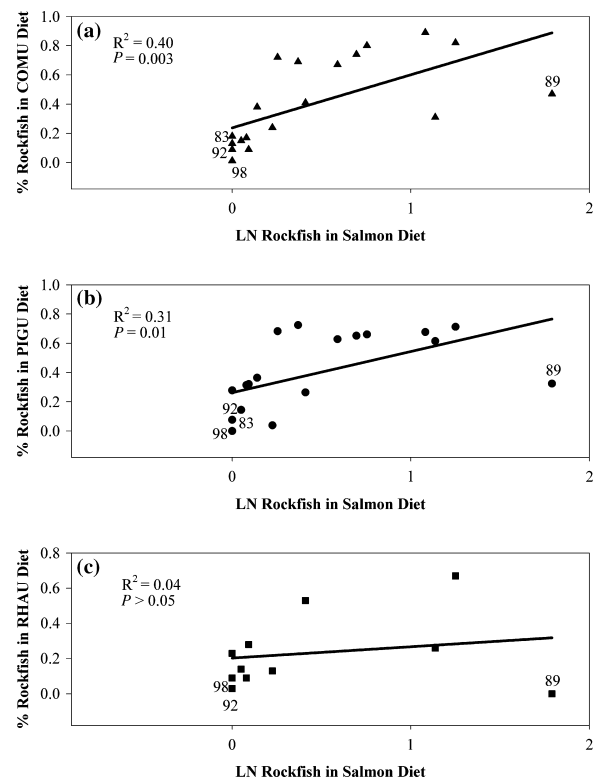 (a)
R² = 0.40
P = 0.003
% Rockfish in COMU Diet
1.0
0.8
0.6
0.4
0.2
0.0
83
92
98
89
0
1
2
LN Rockfish in Salmon Diet
(b)
R² = 0.31
P = 0.01
% Rockfish in PIGU Diet
1.0
0.8
0.6
0.4
0.2
0.0
92
83
98
89
0
1
2
LN Rockfish in Salmon Diet
(c)
R² = 0.04
P > 0.05
% Rockfish in RHAU Diet
0.8
0.6
0.4
0.2
0.0
98
92
89
0
1
2
LN Rockfish in Salmon Diet